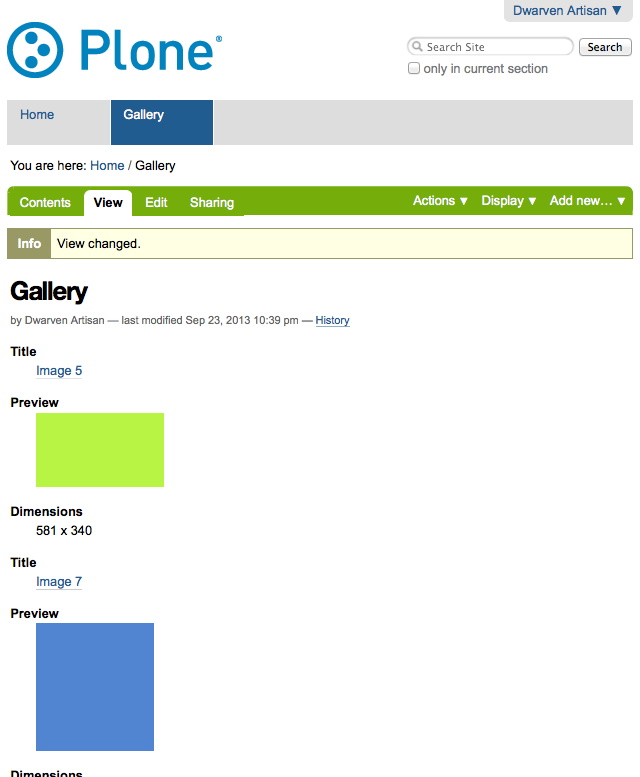 Dwarven Artisan ▼
Plone®
Search Site
Search
only in current section
Home
Gallery
You are here: Home / Gallery
Contents View Edit Sharing Actions ▼ Display ▼ Add new… ▼
Info View changed.
Gallery
by Dwarven Artisan — last modified Sep 23, 2013 10:39 pm — History
Title
Image 5
Preview
Dimensions
581 x 340
Title
Image 7
Preview
Dimensions